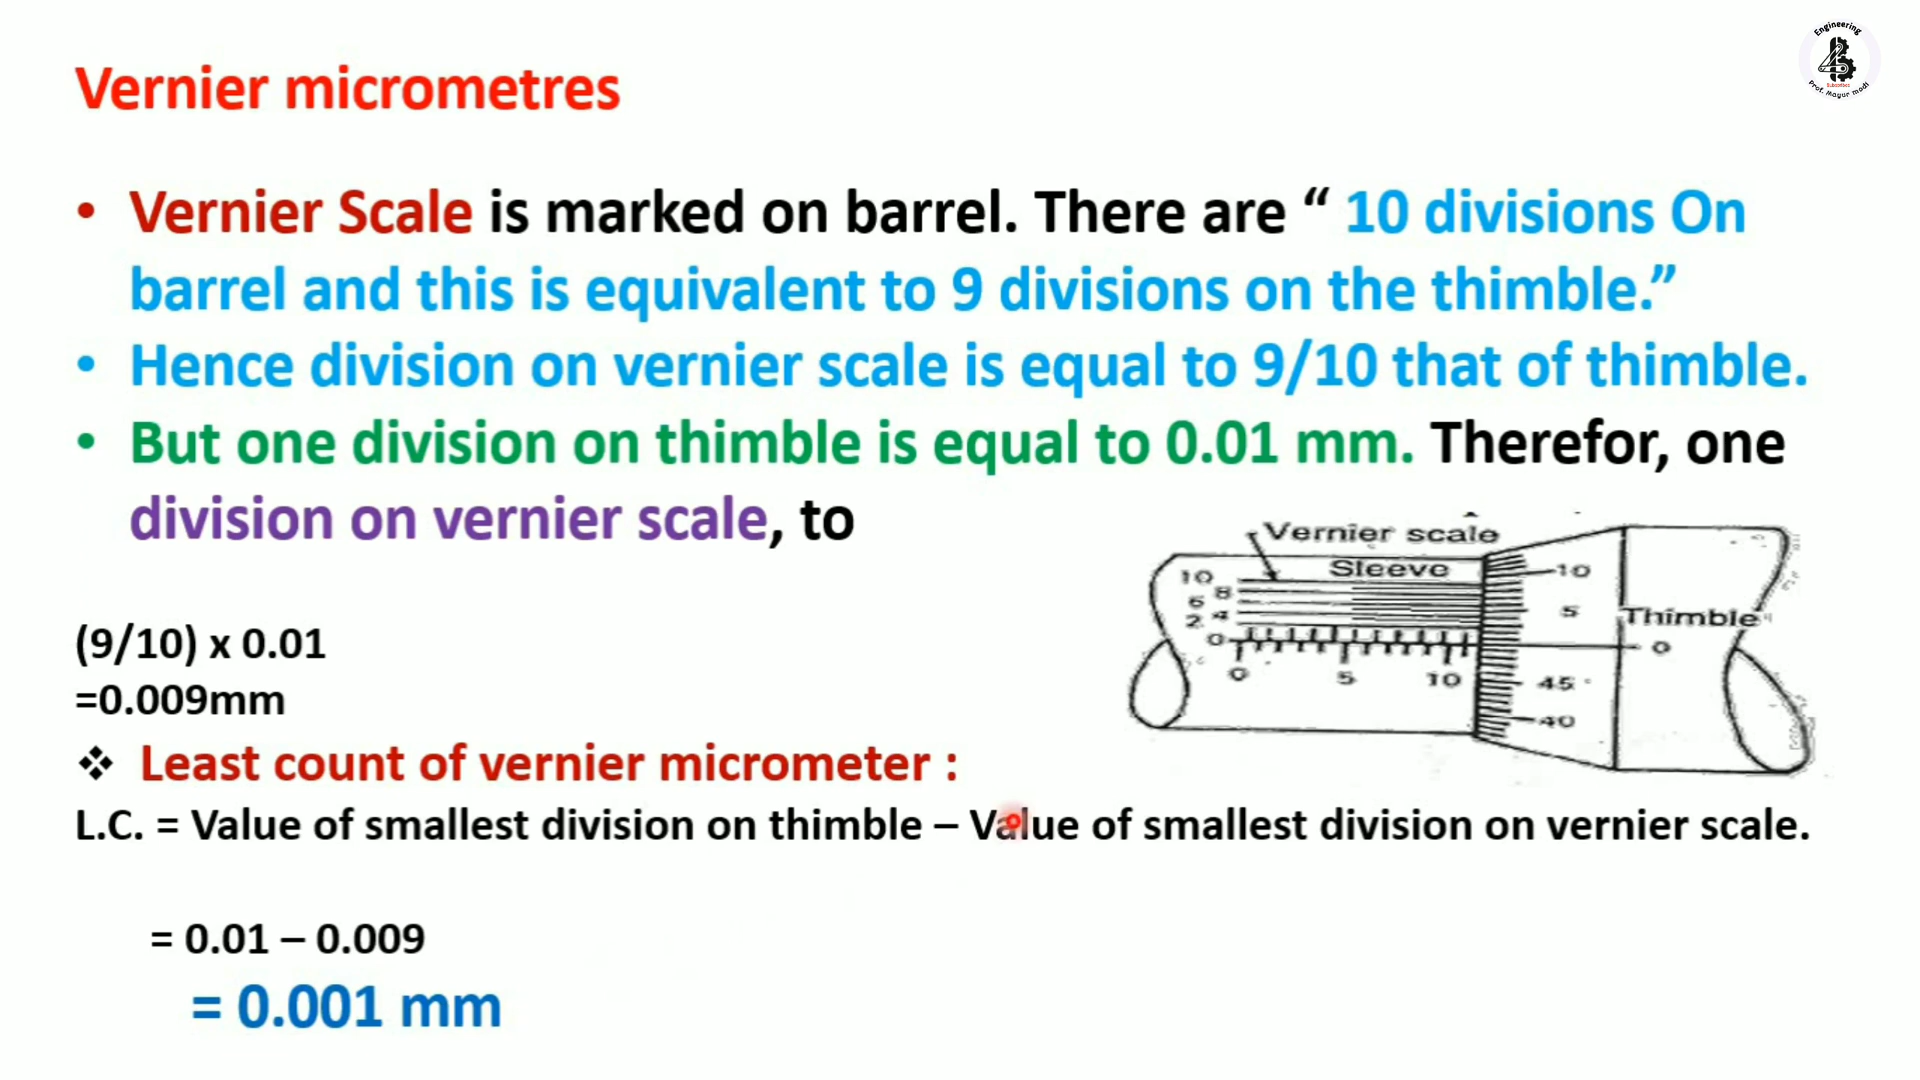 Engineering
Prof. Mayur modi
Vernier micrometres
• Vernier Scale is marked on barrel. There are “ 10 divisions On
barrel and this is equivalent to 9 divisions on the thimble.”
• Hence division on vernier scale is equal to 9/10 that of thimble.
• But one division on thimble is equal to 0.01 mm. Therefor, one
division on vernier scale, to
Vernier scale
Sleeve
10
8
6
4
2
0
0 5 10
10
5
Thimble
0
45
40
(9/10) x 0.01
=0.009mm
❖ Least count of vernier micrometer :
L.C. = Value of smallest division on thimble – Value of smallest division on vernier scale.
= 0.01 – 0.009
= 0.001 mm